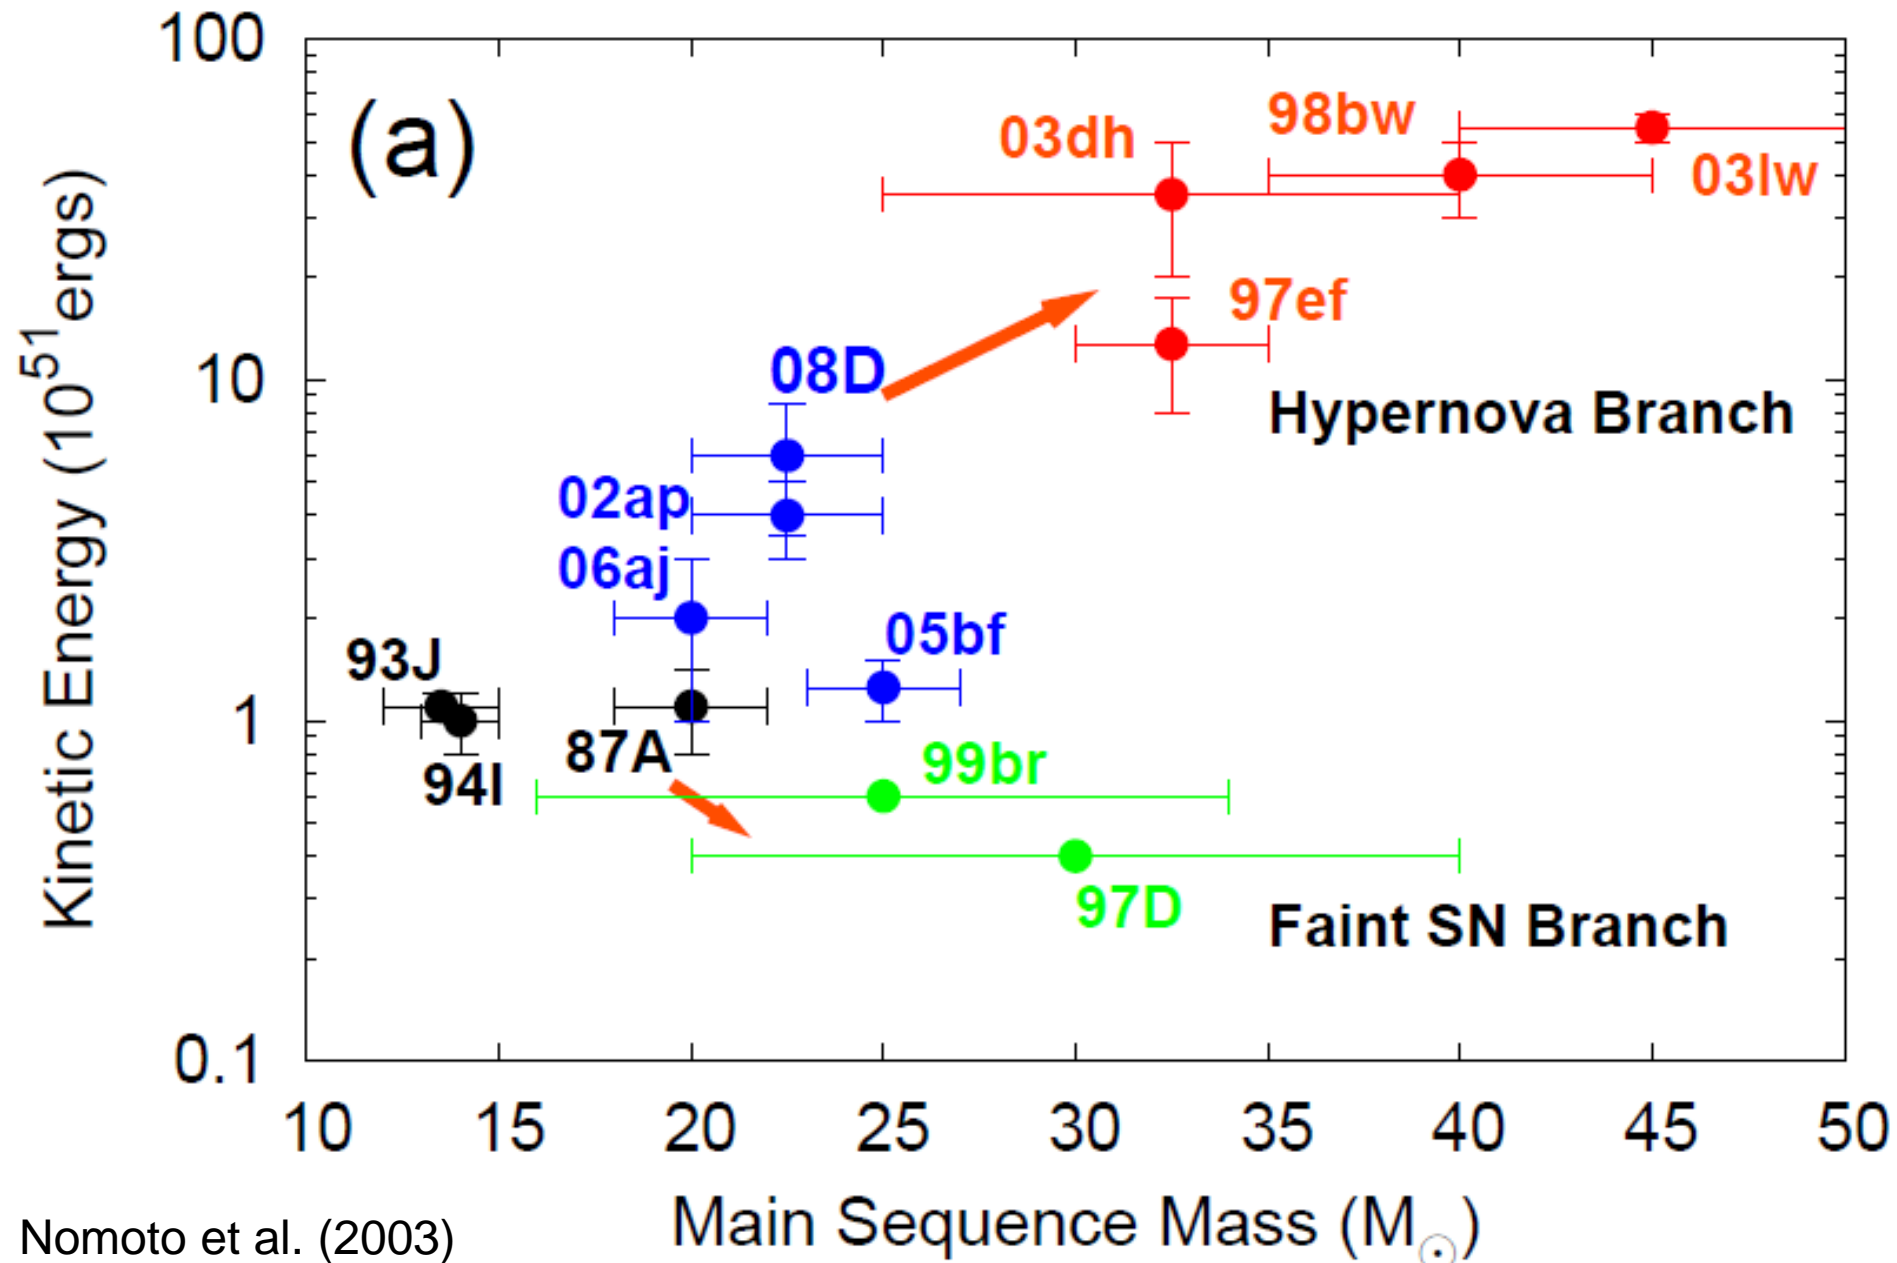 100
(a)
03dh
98bw
03lw
97ef
08D
10
Hypernova Branch
02ap
06aj
05bf
93J
1
87A
99br
94I
97D
Faint SN Branch
0.1
10 15 20 25 30 35 40 45 50
Kinetic Energy (10^51 ergs)
Main Sequence Mass (M☉)
Nomoto et al. (2003)